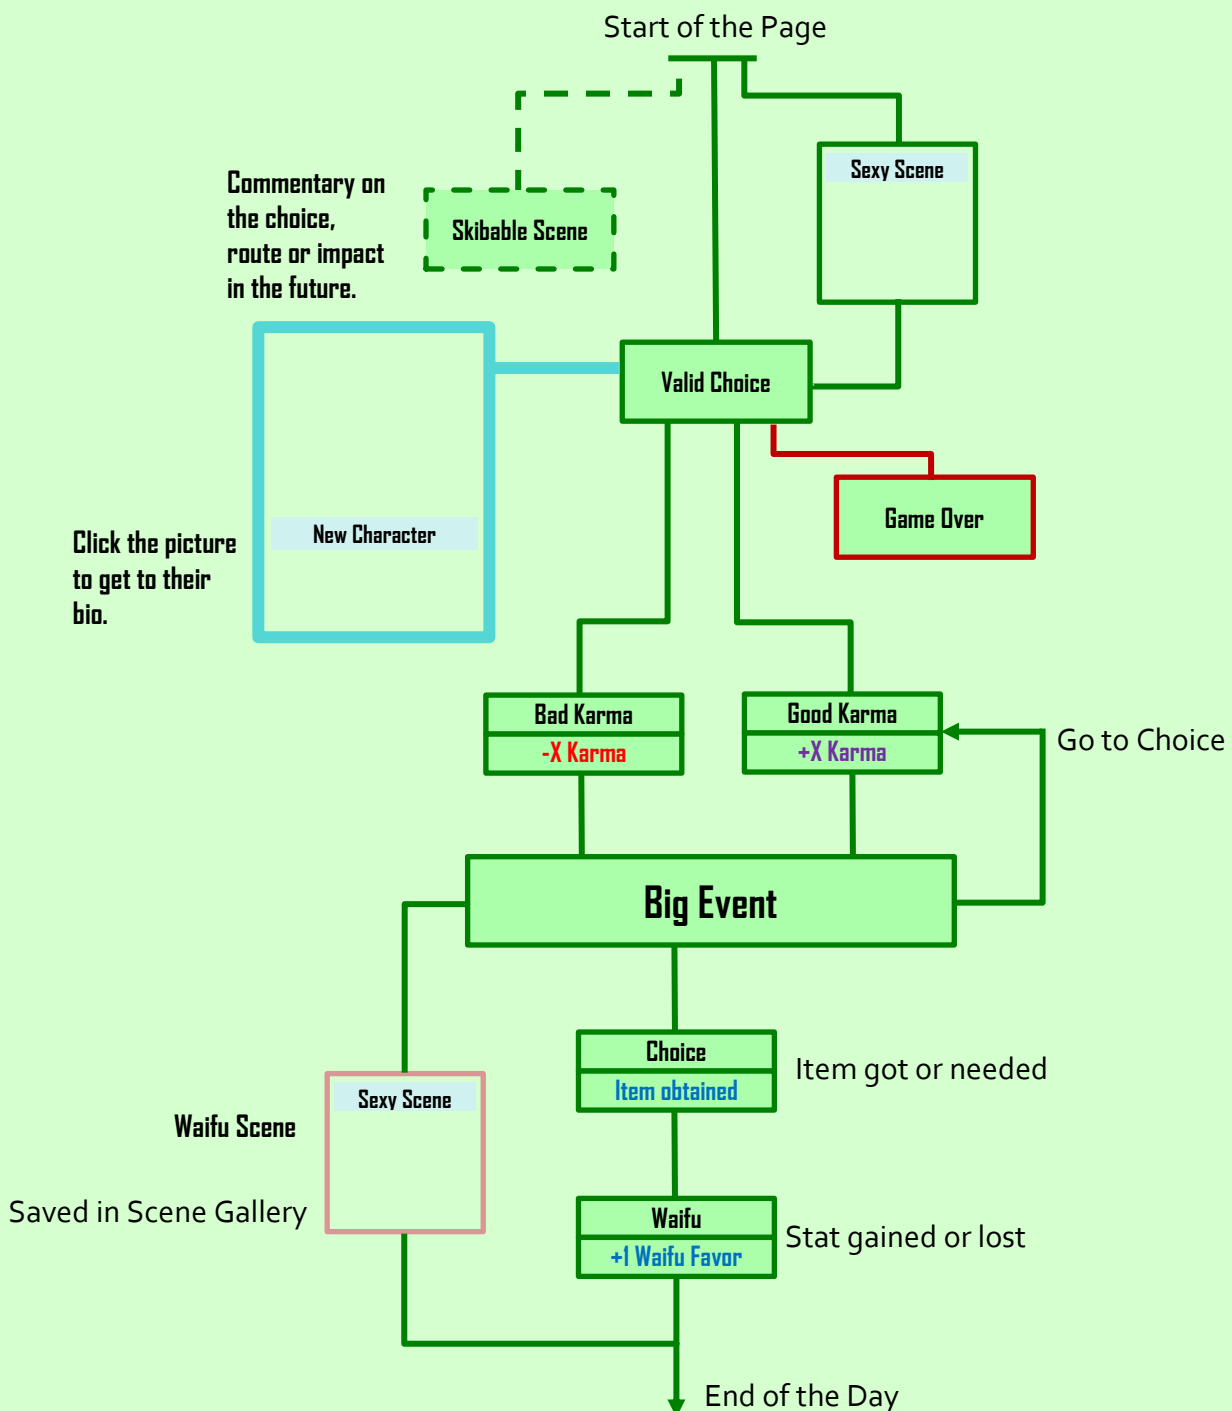 Start of the Page
Sexy Scene
Commentary on
the choice,
route or impact
in the future.
Skibable Scene
Valid Choice
Game Over
New Character
Click the picture
to get to their
bio.
Bad Karma
-X Karma
Good Karma
+X Karma
Go to Choice
Big Event
Choice
Item obtained
Item got or needed
Sexy Scene
Waifu Scene
Saved in Scene Gallery
Waifu
+1 Waifu Favor
Stat gained or lost
End of the Day